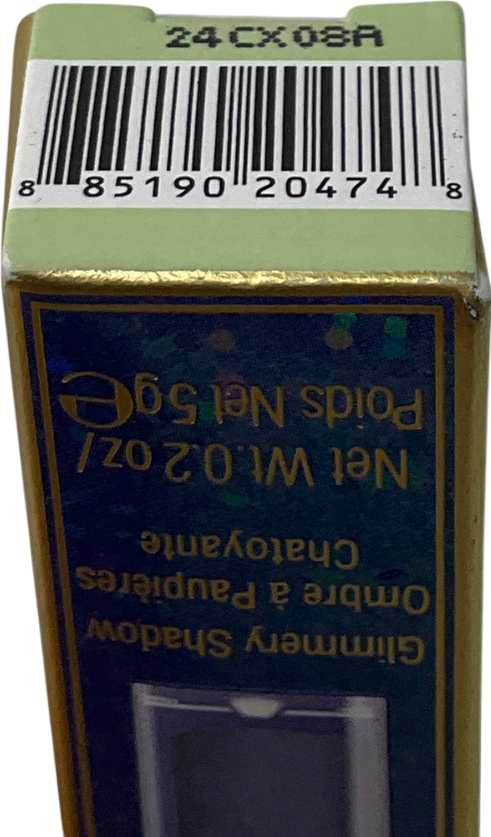 24CX08A
8 85190 20474 8
Glimmery Shadow
Ombre à Paupières
Chatoyante
Net Wt. 0.2 oz/
Poids Net 5g e